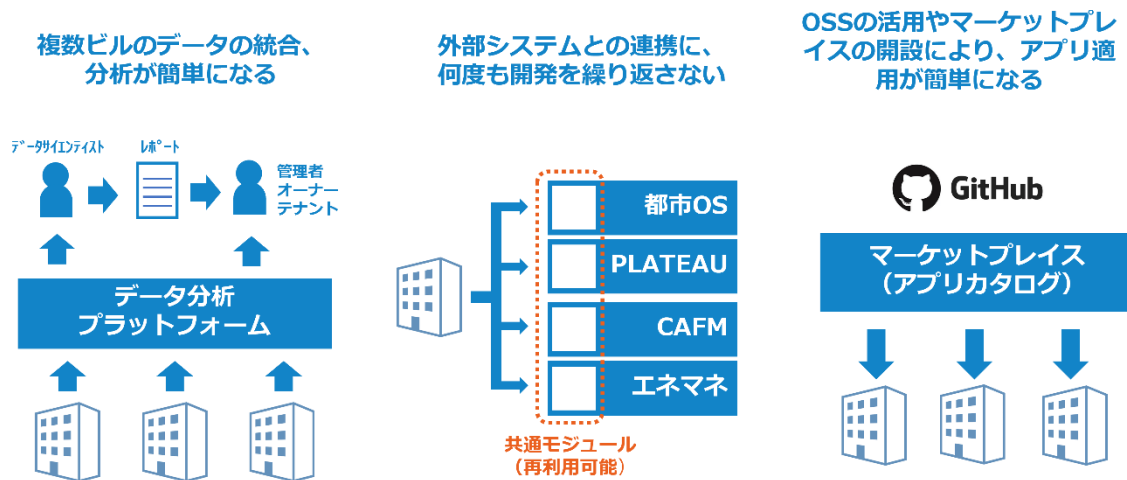 複数ビルのデータの統合、
分析が簡単になる
ﾃﾞｰﾀｻｲｴﾝﾃｨｽﾄ
ﾚﾎﾟｰﾄ
管理者
オーナー
テナント
データ分析
プラットフォーム
外部システムとの連携に、
何度も開発を繰り返さない
都市OS
PLATEAU
CAFM
エネマネ
共通モジュール
（再利用可能）
OSSの活用やマーケットプレ
イスの開設により、アプリ適
用が簡単になる
GitHub
マーケットプレイス
（アプリカタログ）